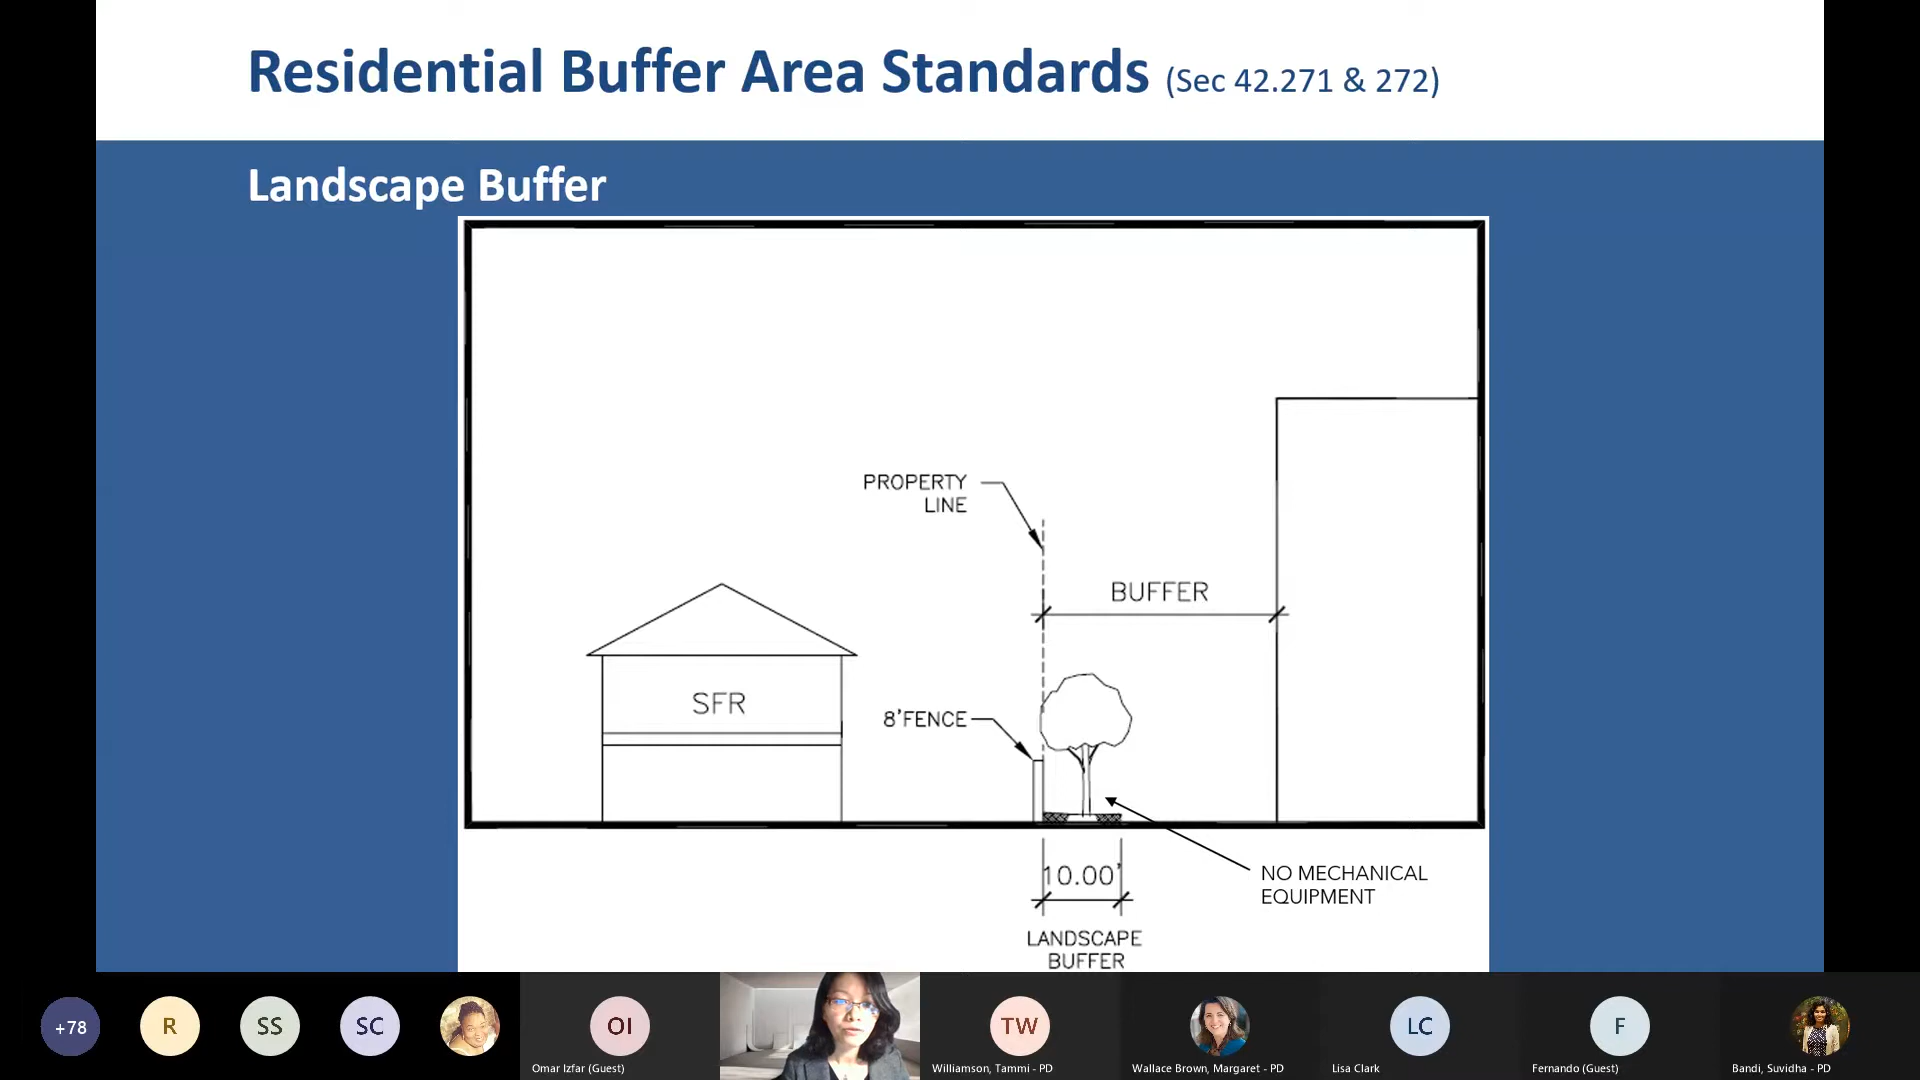 Residential Buffer Area Standards (Sec 42.271 & 272)
Landscape Buffer
PROPERTY
LINE
BUFFER
SFR
8'FENCE
10.00'
NO MECHANICAL
EQUIPMENT
LANDSCAPE
BUFFER
+78
R
SS
SC
OI
Omar Izfar (Guest)
TW
Williamson, Tammi - PD
Wallace Brown, Margaret - PD
LC
Lisa Clark
F
Fernando (Guest)
Bandi, Suvidha - PD